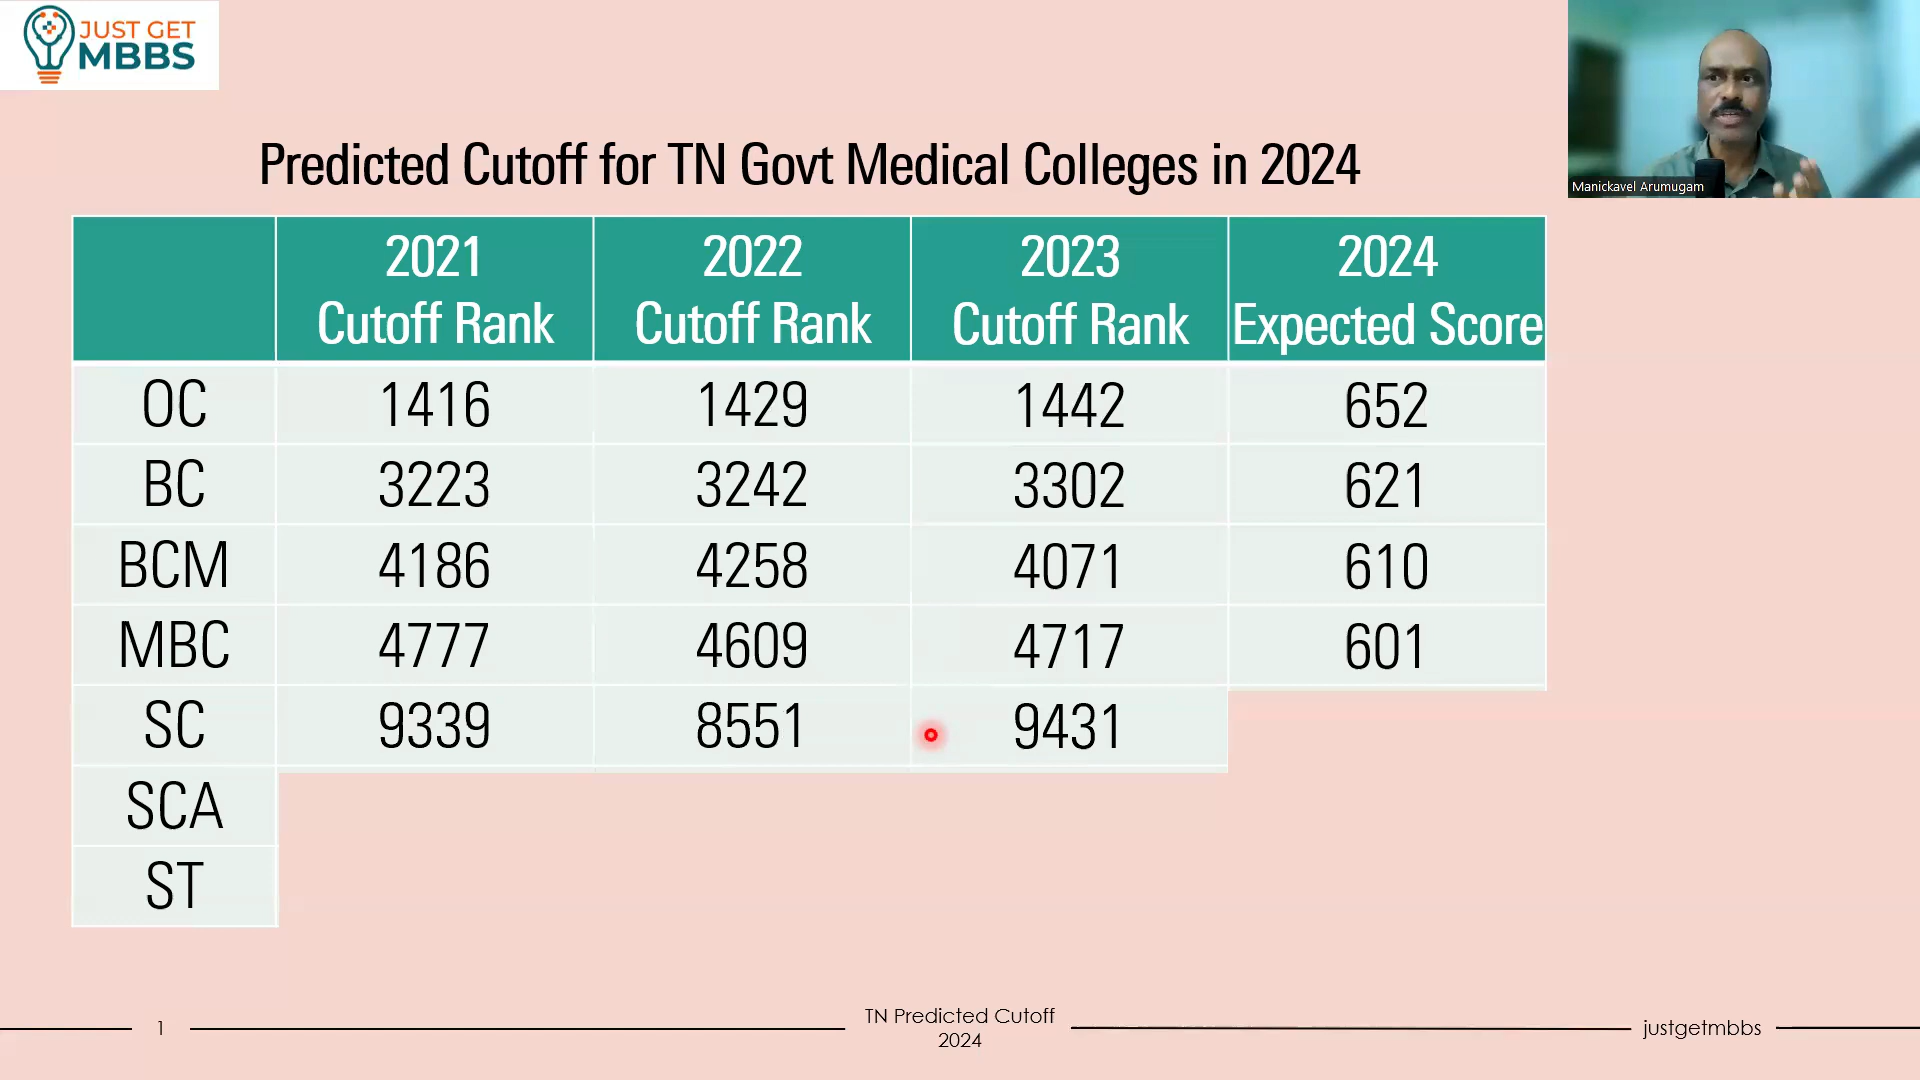 JUST GET
MBBS
Manickavel Arumugam
Predicted Cutoff for TN Govt Medical Colleges in 2024
2021 Cutoff Rank 2022 Cutoff Rank 2023 Cutoff Rank 2024 Expected Score
OC 1416 1429 1442 652
BC 3223 3242 3302 621
BCM 4186 4258 4071 610
MBC 4777 4609 4717 601
SC 9339 8551 9431
SCA
ST
1
TN Predicted Cutoff
2024
justgetmbbs